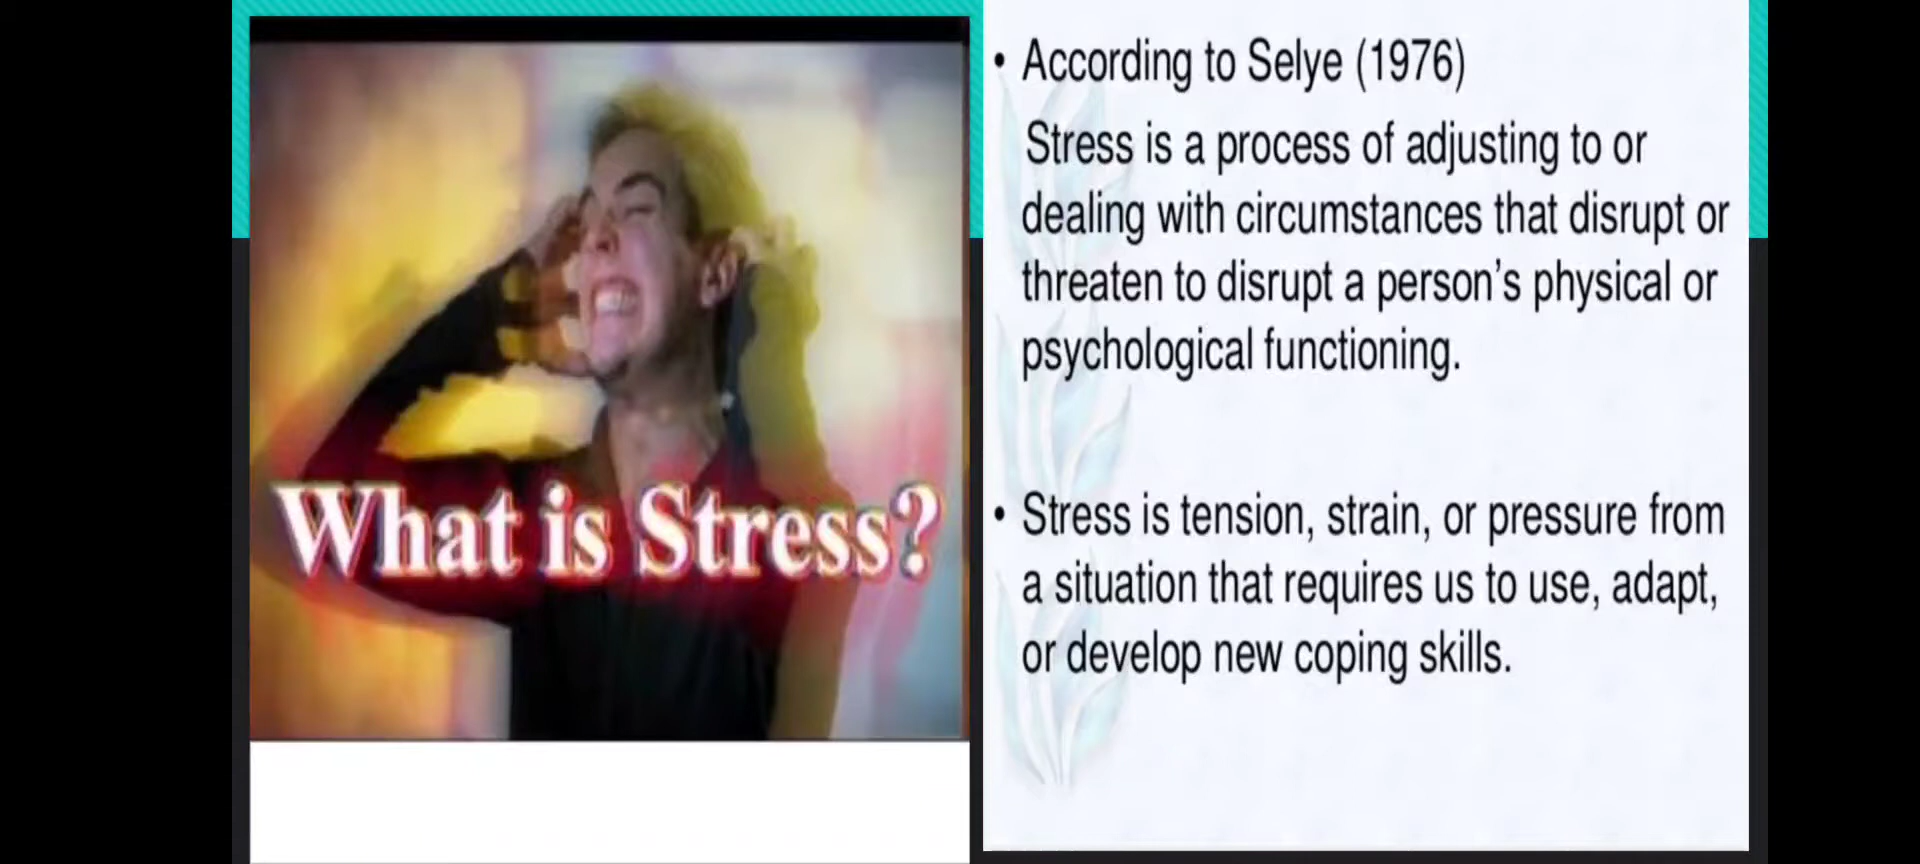 What is Stress?
• According to Selye (1976)
Stress is a process of adjusting to or
dealing with circumstances that disrupt or
threaten to disrupt a person’s physical or
psychological functioning.
• Stress is tension, strain, or pressure from
a situation that requires us to use, adapt,
or develop new coping skills.